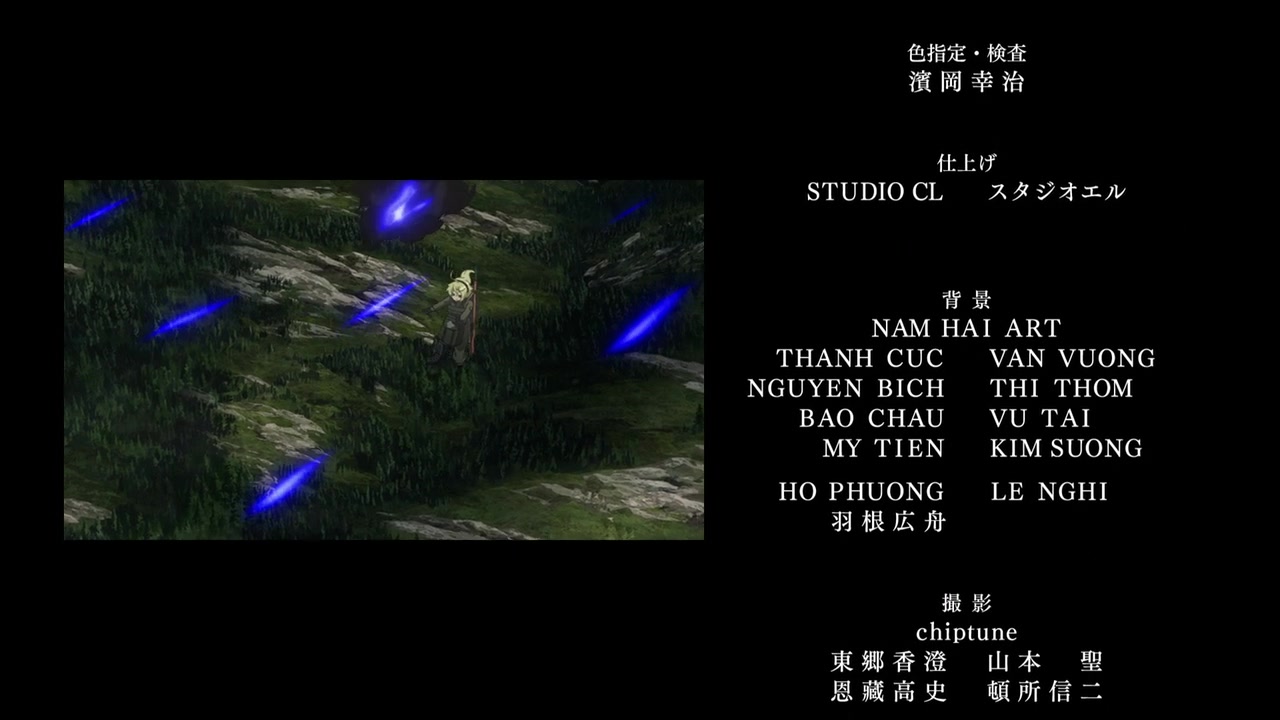 色指定・検査
濱岡幸治
仕上げ
STUDIO CL スタジオエル
背景
NAM HAI ART
THANH CUC VAN VUONG
NGUYEN BICH THI THOM
BAO CHAU VU TAI
MY TIEN KIM SUONG
HO PHUONG LE NGHI
羽根広舟
撮影
chiptune
東郷香澄 山本 聖
恩藏高史 頓所信二